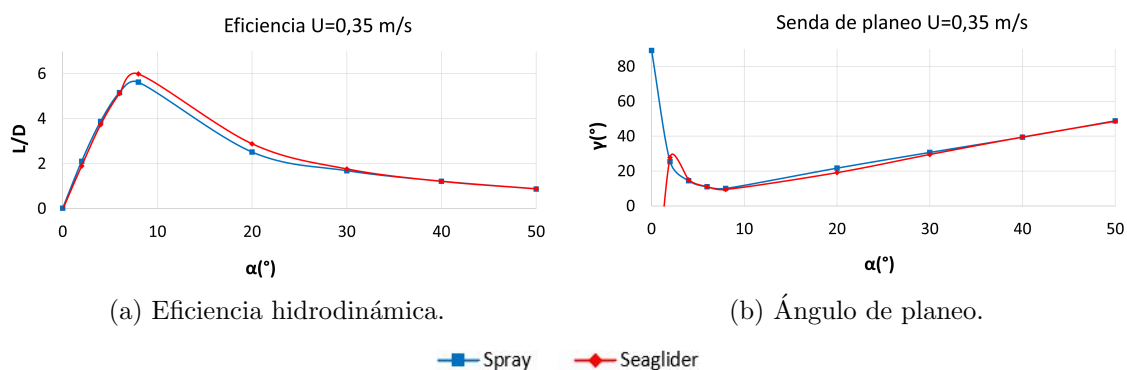 Eficiencia U=0,35 m/s
L/D
6
4
2
0
0 10 20 30 40 50
α(°)
(a) Eficiencia hidrodinámica.
Senda de planeo U=0,35 m/s
γ(°)
80
60
40
20
0
0 10 20 30 40 50
α(°)
(b) Ángulo de planeo.
Spray Seaglider